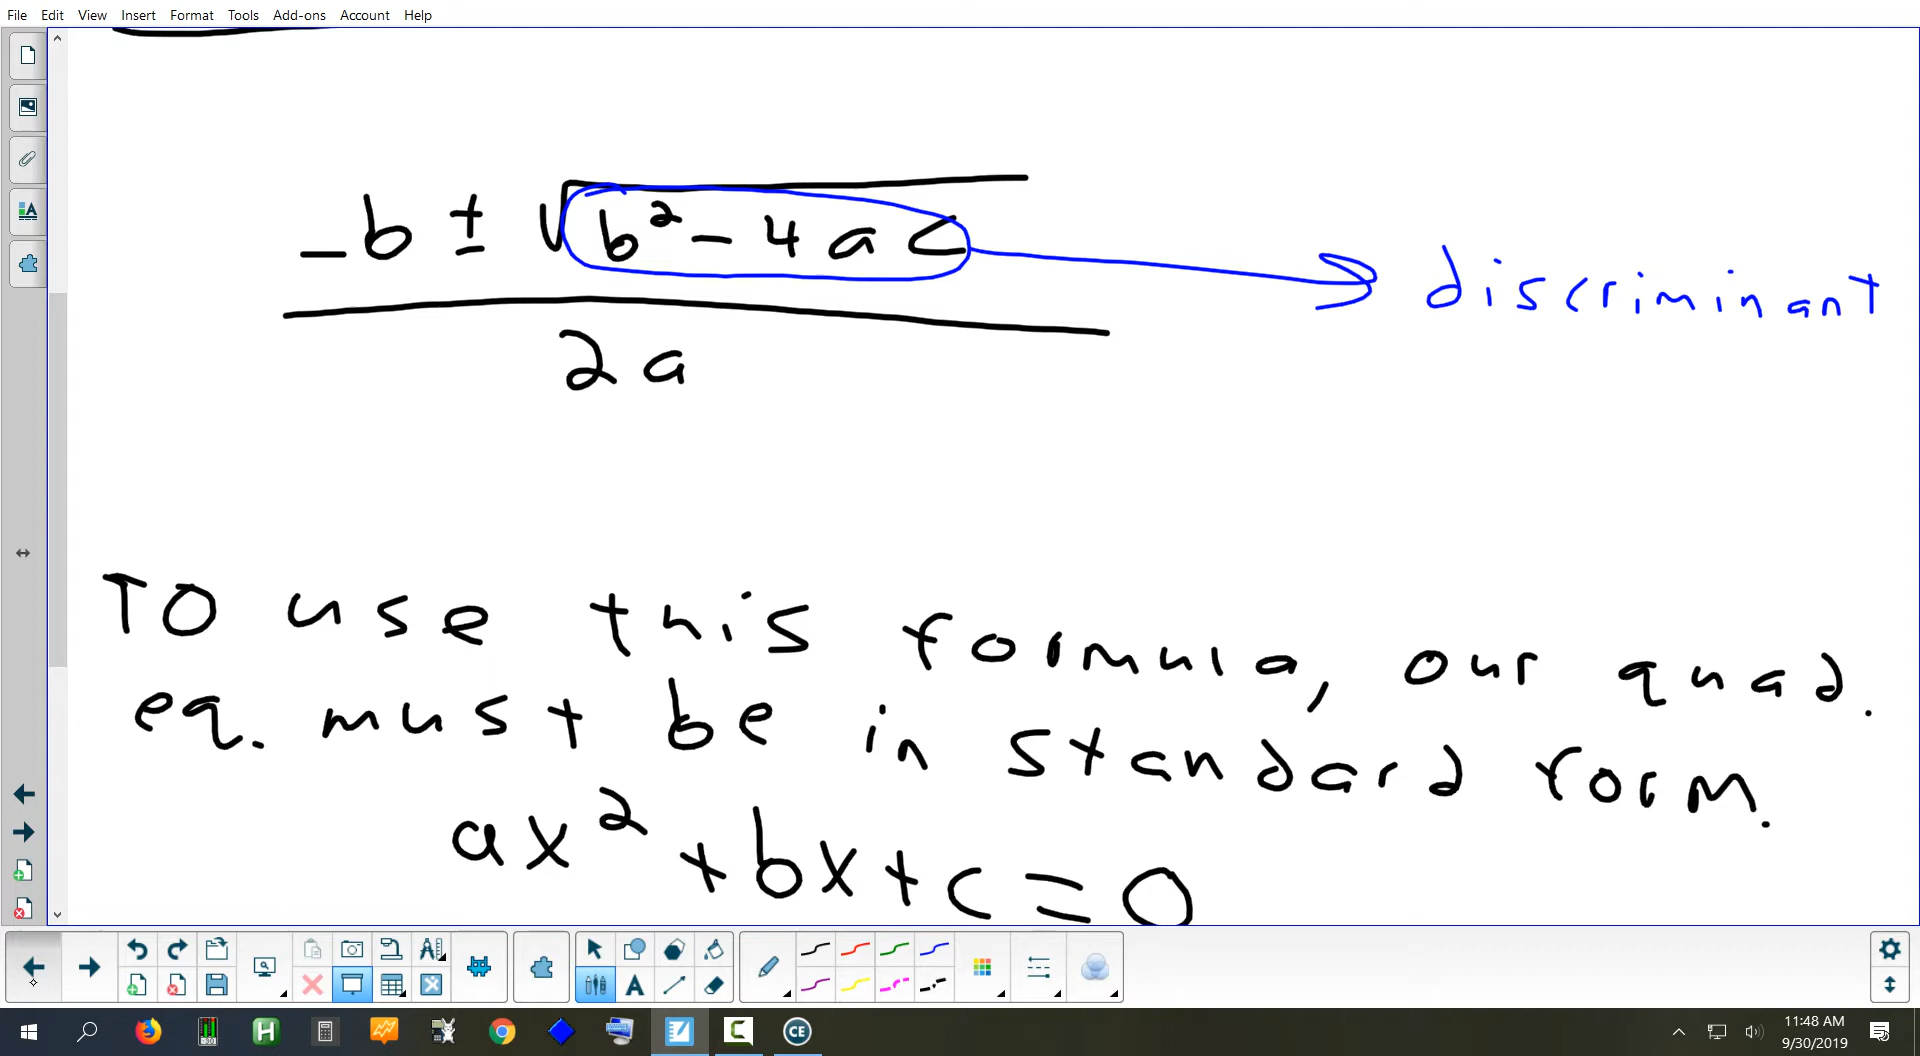 File Edit View Insert Format Tools Add-ons Account Help
-b ± √b²-4ac
discriminant
2a
TO use this formula, our quad.
eq. must be in standard form.
ax² + bx + c = 0
11:48 AM
9/30/2019